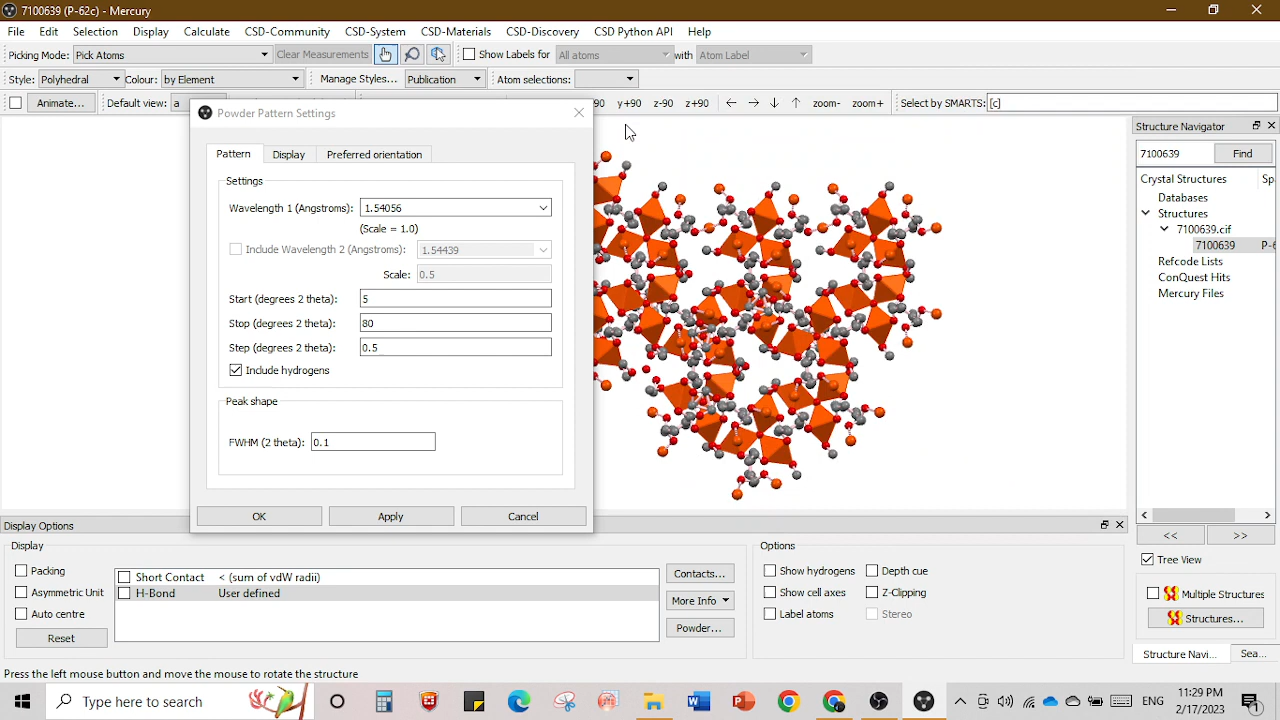 7100639 (P-62c) - Mercury
File Edit Display Calculate CSD-Community CSD-System CSD-Materials CSD-Discovery CSD Python API Help
Picking Mode: Pick Atoms Clear Measurements Show Labels for All atoms with Atom Label
Style: Polyhedral Colour: by Element Manage Styles... Publication Atom selections:
Animate... Default view: a 90 y+90 z-90 z+90 zoom- zoom+ Select by SMARTS: [c]
Powder Pattern Settings
Pattern Display Preferred orientation
Settings
Wavelength 1 (Angstroms): 1.54056
(Scale = 1.0)
Include Wavelength 2 (Angstroms): 1.54439
Scale: 0.5
Start (degrees 2 theta): 5
Stop (degrees 2 theta): 80
Step (degrees 2 theta): 0.5
Include hydrogens
Peak shape
FWHM (2 theta): 0.1
OK Apply Cancel
Structure Navigator
7100639 Find
Crystal Structures Sp
Databases
Structures
7100639.cif
7100639 P-6
Refcode Lists
ConQuest Hits
Mercury Files
<< >>
Tree View
Multiple Structures
Structures...
Structure Navi... Sea...
Display Options
Display
Packing
Asymmetric Unit
Auto centre
Reset
Short Contact < (sum of vdW radii)
H-Bond User defined
Contacts...
More Info
Powder...
Options
Show hydrogens Depth cue
Show cell axes Z-Clipping
Label atoms Stereo
Press the left mouse button and move the mouse to rotate the structure
Type here to search
ENG
11:29 PM
2/17/2023
1